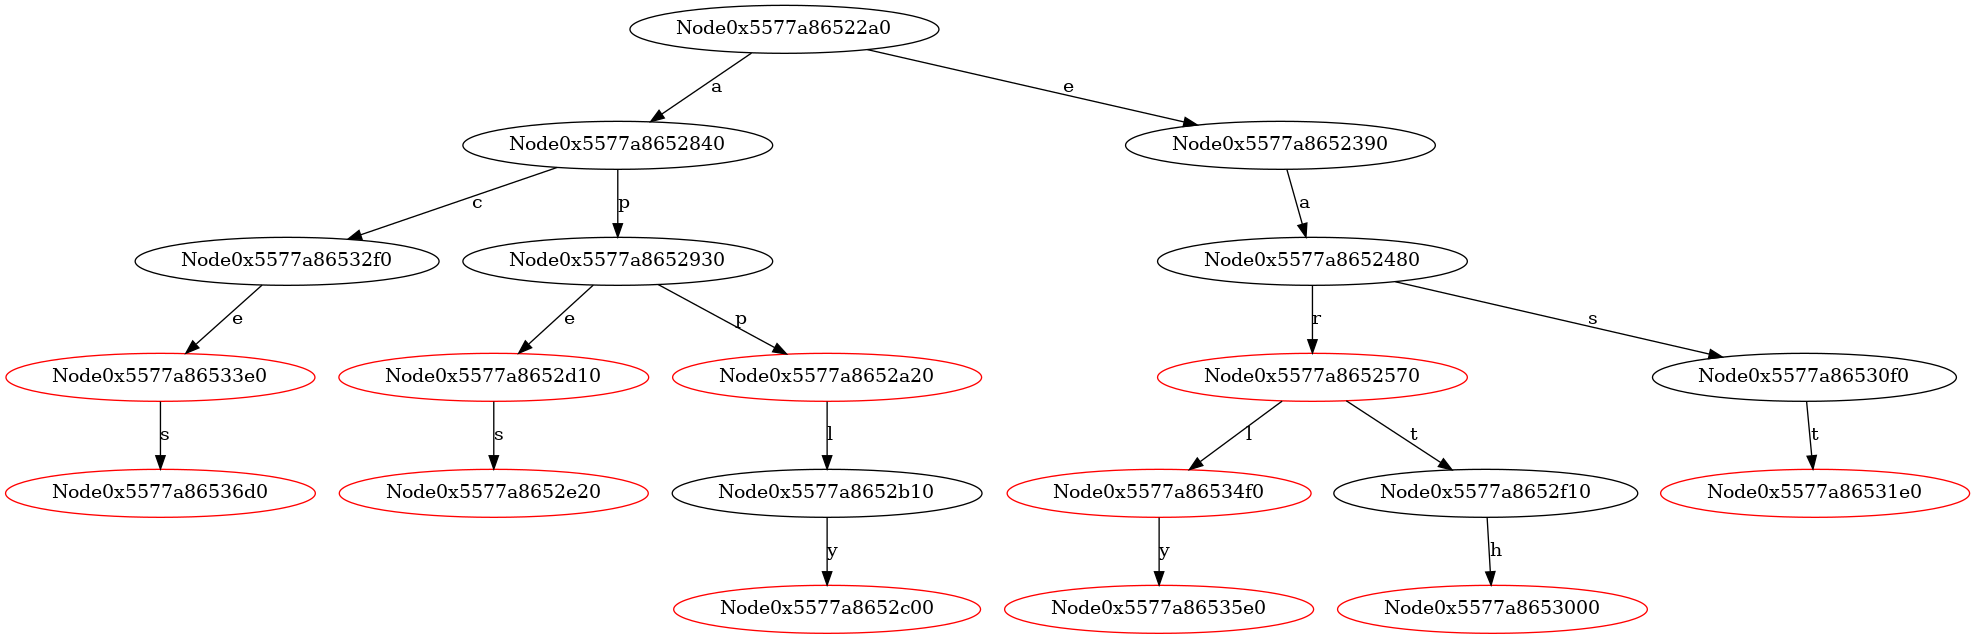 Node0x5577a86522a0
a e
Node0x5577a8652840 Node0x5577a8652390
c p a
Node0x5577a86532f0 Node0x5577a8652930 Node0x5577a8652480
e e p r s
Node0x5577a86533e0 Node0x5577a8652d10 Node0x5577a8652a20 Node0x5577a8652570 Node0x5577a86530f0
s s l l t t
Node0x5577a86536d0 Node0x5577a8652e20 Node0x5577a8652b10 Node0x5577a86534f0 Node0x5577a8652f10 Node0x5577a86531e0
y y h
Node0x5577a8652c00 Node0x5577a86535e0 Node0x5577a8653000